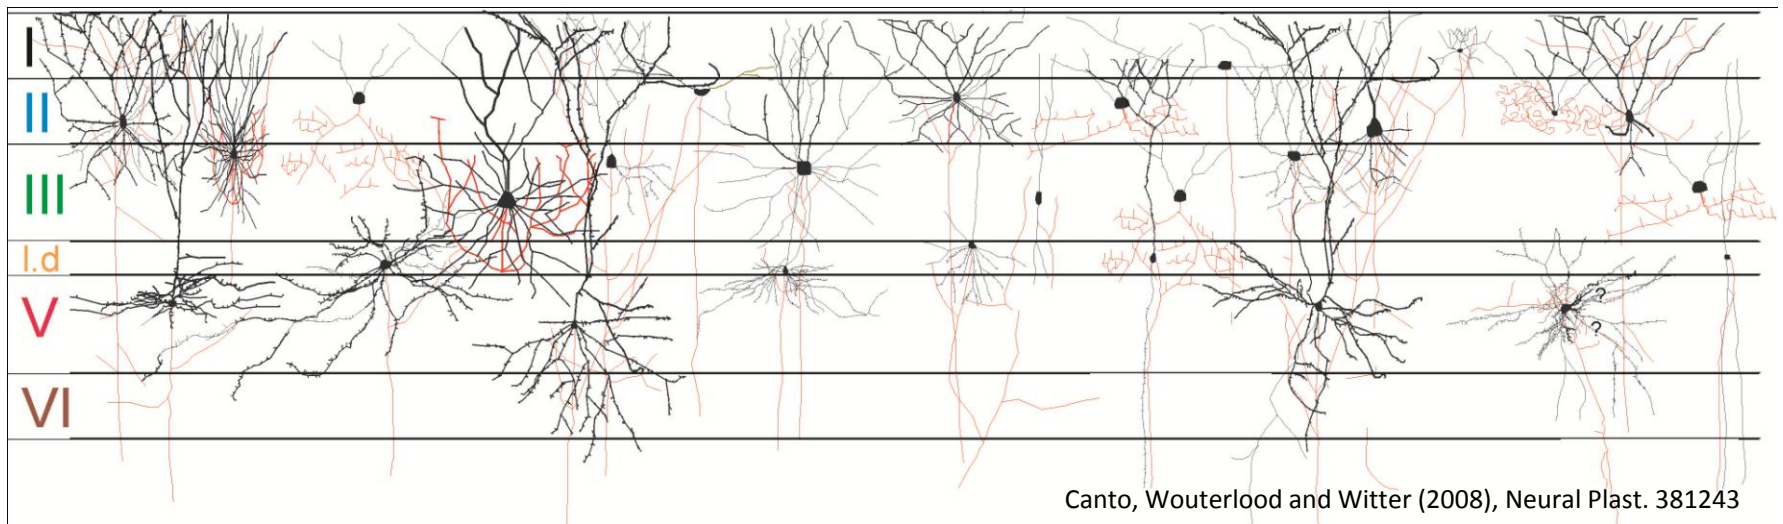 I
II
III
l.d
V
VI
?
?
Canto, Wouterlood and Witter (2008), Neural Plast. 381243